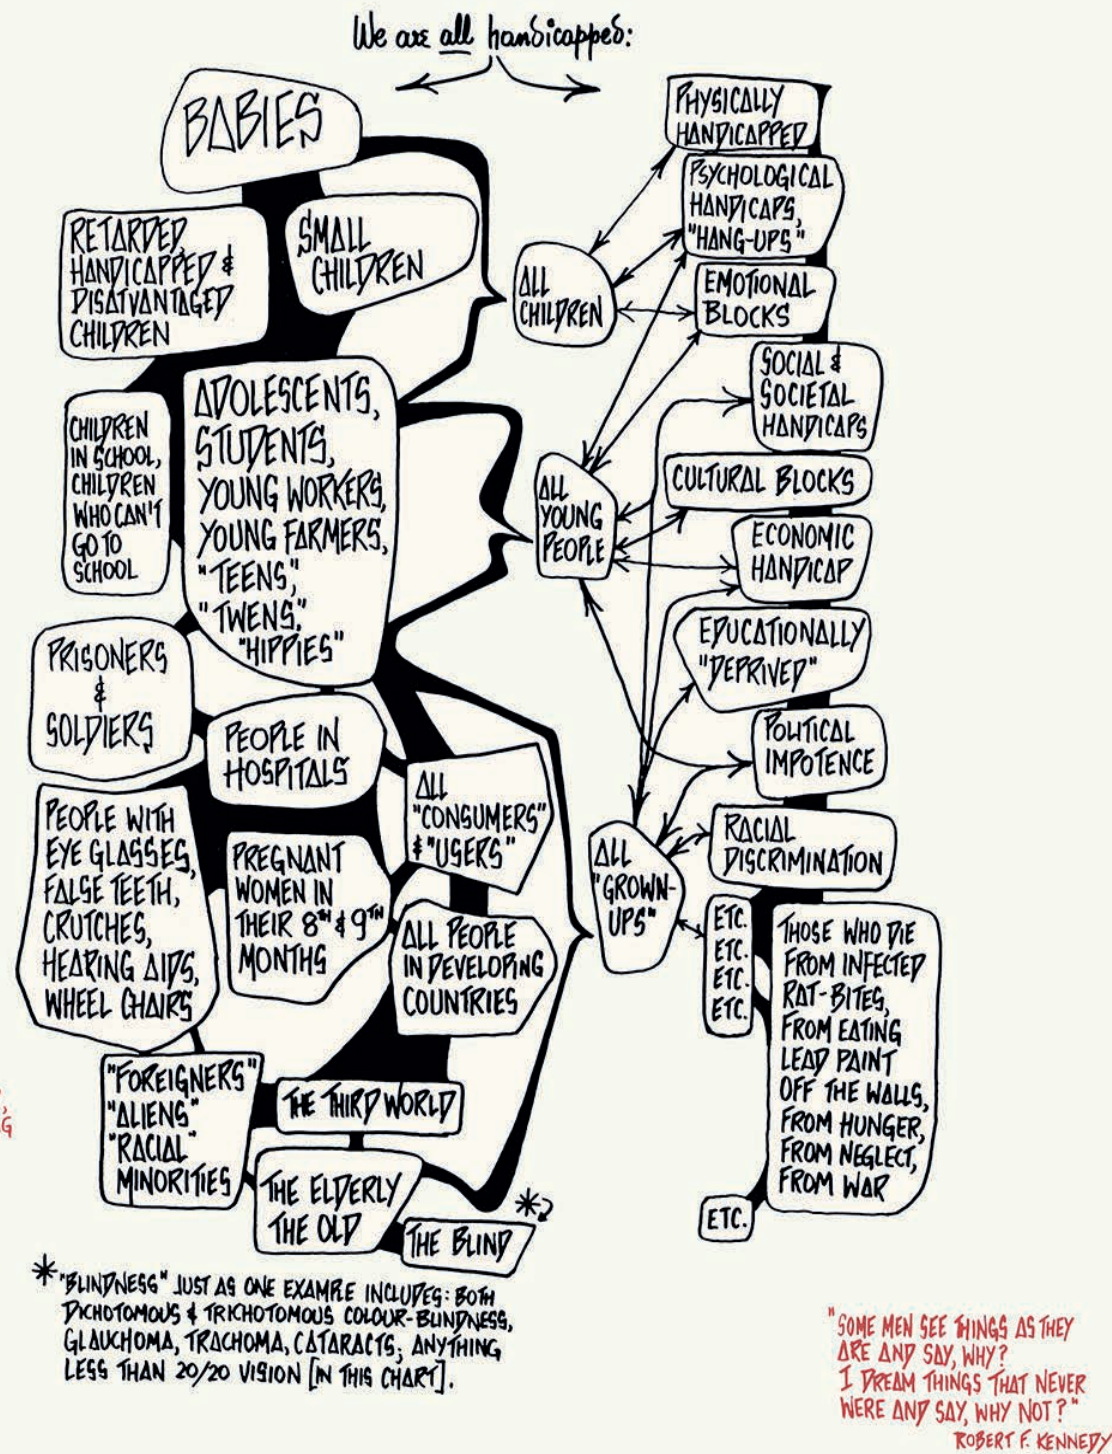 We are all handicapped:
BABIES
RETARDED,
HANDICAPPED &
DISATVANTAGED
CHILDREN
SMALL
CHILDREN
CHILDREN
IN SCHOOL,
CHILDREN
WHO CAN'T
GO TO
SCHOOL
ADOLESCENTS,
STUDENTS,
YOUNG WORKERS,
YOUNG FARMERS,
"TEENS,"
"TWENS,"
"HIPPIES"
PRISONERS
&
SOLDIERS
PEOPLE IN
HOSPITALS
ALL
"CONSUMERS"
& "USERS"
PEOPLE WITH
EYE GLASSES,
FALSE TEETH,
CRUTCHES,
HEARING AIDS,
WHEEL CHAIRS
PREGNANT
WOMEN IN
THEIR 8TH & 9TH
MONTHS
ALL PEOPLE
IN DEVELOPING
COUNTRIES
"FOREIGNERS"
"ALIENS"
"RACIAL"
MINORITIES
THE THIRD WORLD
THE ELDERLY
THE OLD
THE BLIND
*
ALL
CHILDREN
ALL
YOUNG
PEOPLE
ALL
"GROWN-
UPS"
PHYSICALLY
HANDICAPPED
PSYCHOLOGICAL
HANDICAPS,
"HANG-UPS"
EMOTIONAL
BLOCKS
SOCIAL &
SOCIETAL
HANDICAPS
CULTURAL BLOCKS
ECONOMIC
HANDICAP
EDUCATIONALLY
"DEPRIVED"
POLITICAL
IMPOTENCE
RACIAL
DISCRIMINATION
ETC.
ETC.
ETC.
ETC.
THOSE WHO DIE
FROM INFECTED
RAT-BITES,
FROM EATING
LEAD PAINT
OFF THE WALLS,
FROM HUNGER,
FROM NEGLECT,
FROM WAR
ETC.
* "BLINDNESS" JUST AS ONE EXAMPLE INCLUDES: BOTH
DICHOTOMOUS & TRICHOTOMOUS COLOUR-BLINDNESS,
GLAUCHOMA, TRACHOMA, CATARACTS; ANYTHING
LESS THAN 20/20 VISION [IN THIS CHART].
"SOME MEN SEE THINGS AS THEY
ARE AND SAY, WHY?
I DREAM THINGS THAT NEVER
WERE AND SAY, WHY NOT?"
ROBERT F. KENNEDY